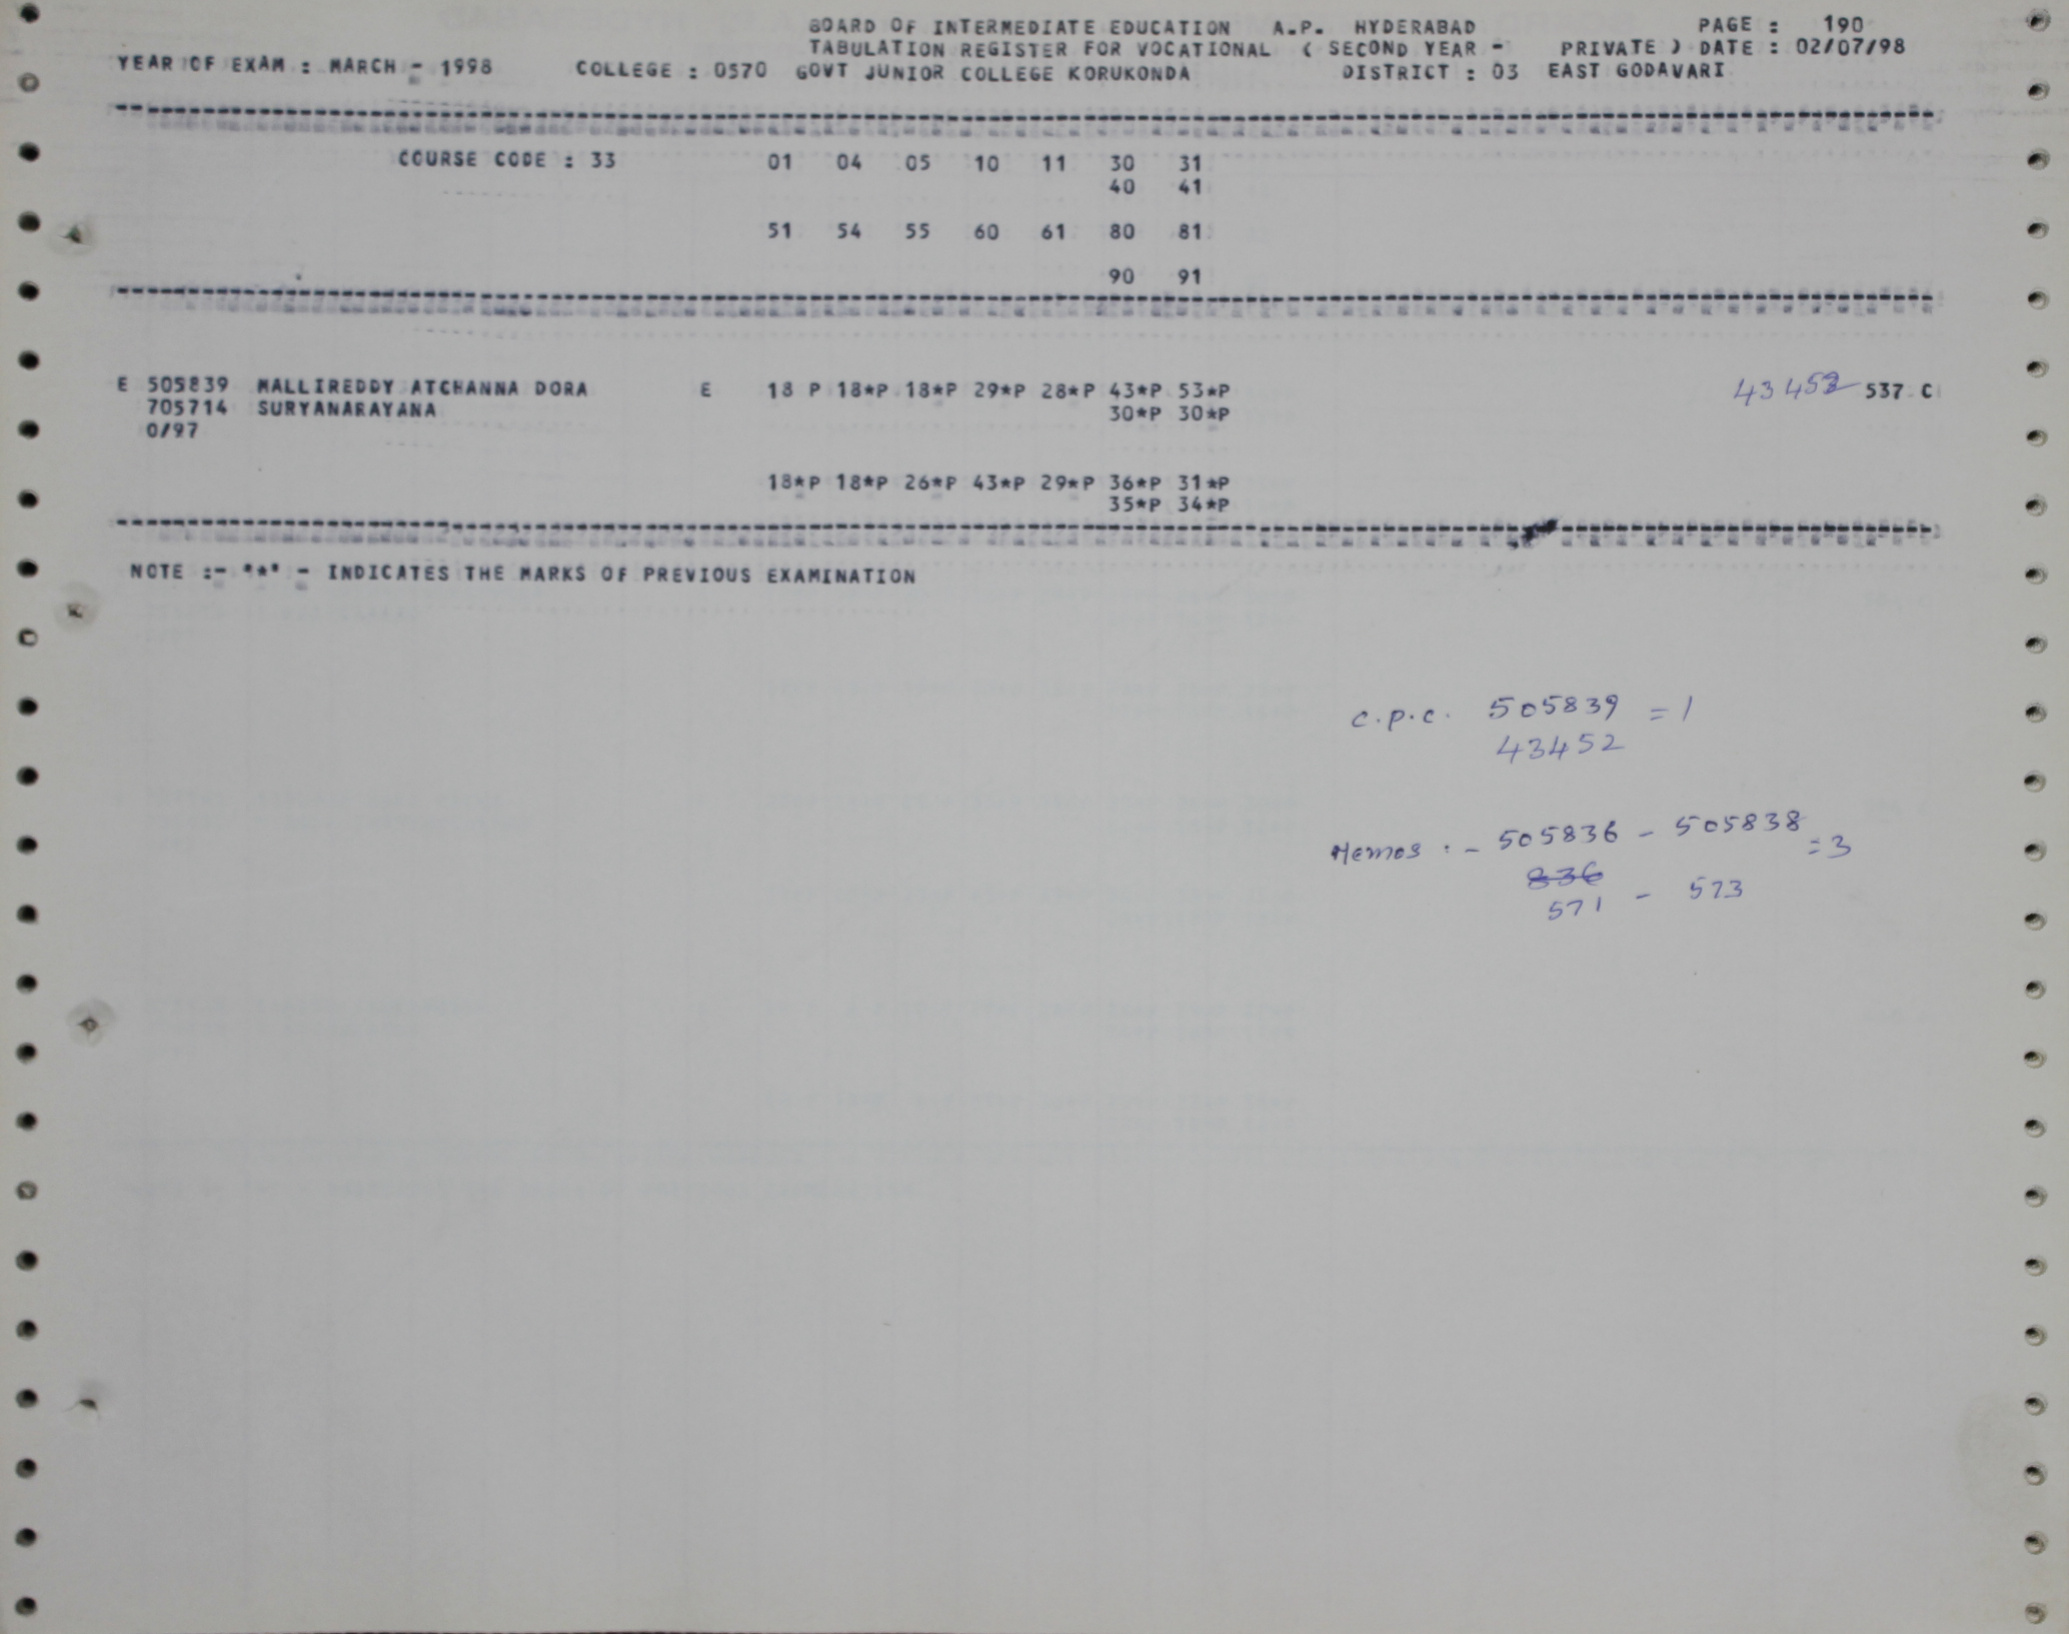 BOARD OF INTERMEDIATE EDUCATION A.P. HYDERABAD PAGE : 190
TABULATION REGISTER FOR VOCATIONAL ( SECOND YEAR - PRIVATE ) DATE : 02/07/98
YEAR OF EXAM : MARCH - 1998 COLLEGE : 0570 GOVT JUNIOR COLLEGE KORUKONDA DISTRICT : 03 EAST GODAVARI
COURSE CODE : 33 01 04 05 10 11 30 31
40 41
51 54 55 60 61 80 81
90 91
E 505839 MALLIREDDY ATCHANNA DORA E 18 P 18*P 18*P 29*P 28*P 43*P 53*P 43452 537 C
705714 SURYANARAYANA 30*P 30*P
0/97
18*P 18*P 26*P 43*P 29*P 36*P 31*P
35*P 34*P
NOTE :- "*" - INDICATES THE MARKS OF PREVIOUS EXAMINATION
C.P.C. 505839 = 1
43452
Memos : - 505836 - 505838 = 3
836
571 - 573